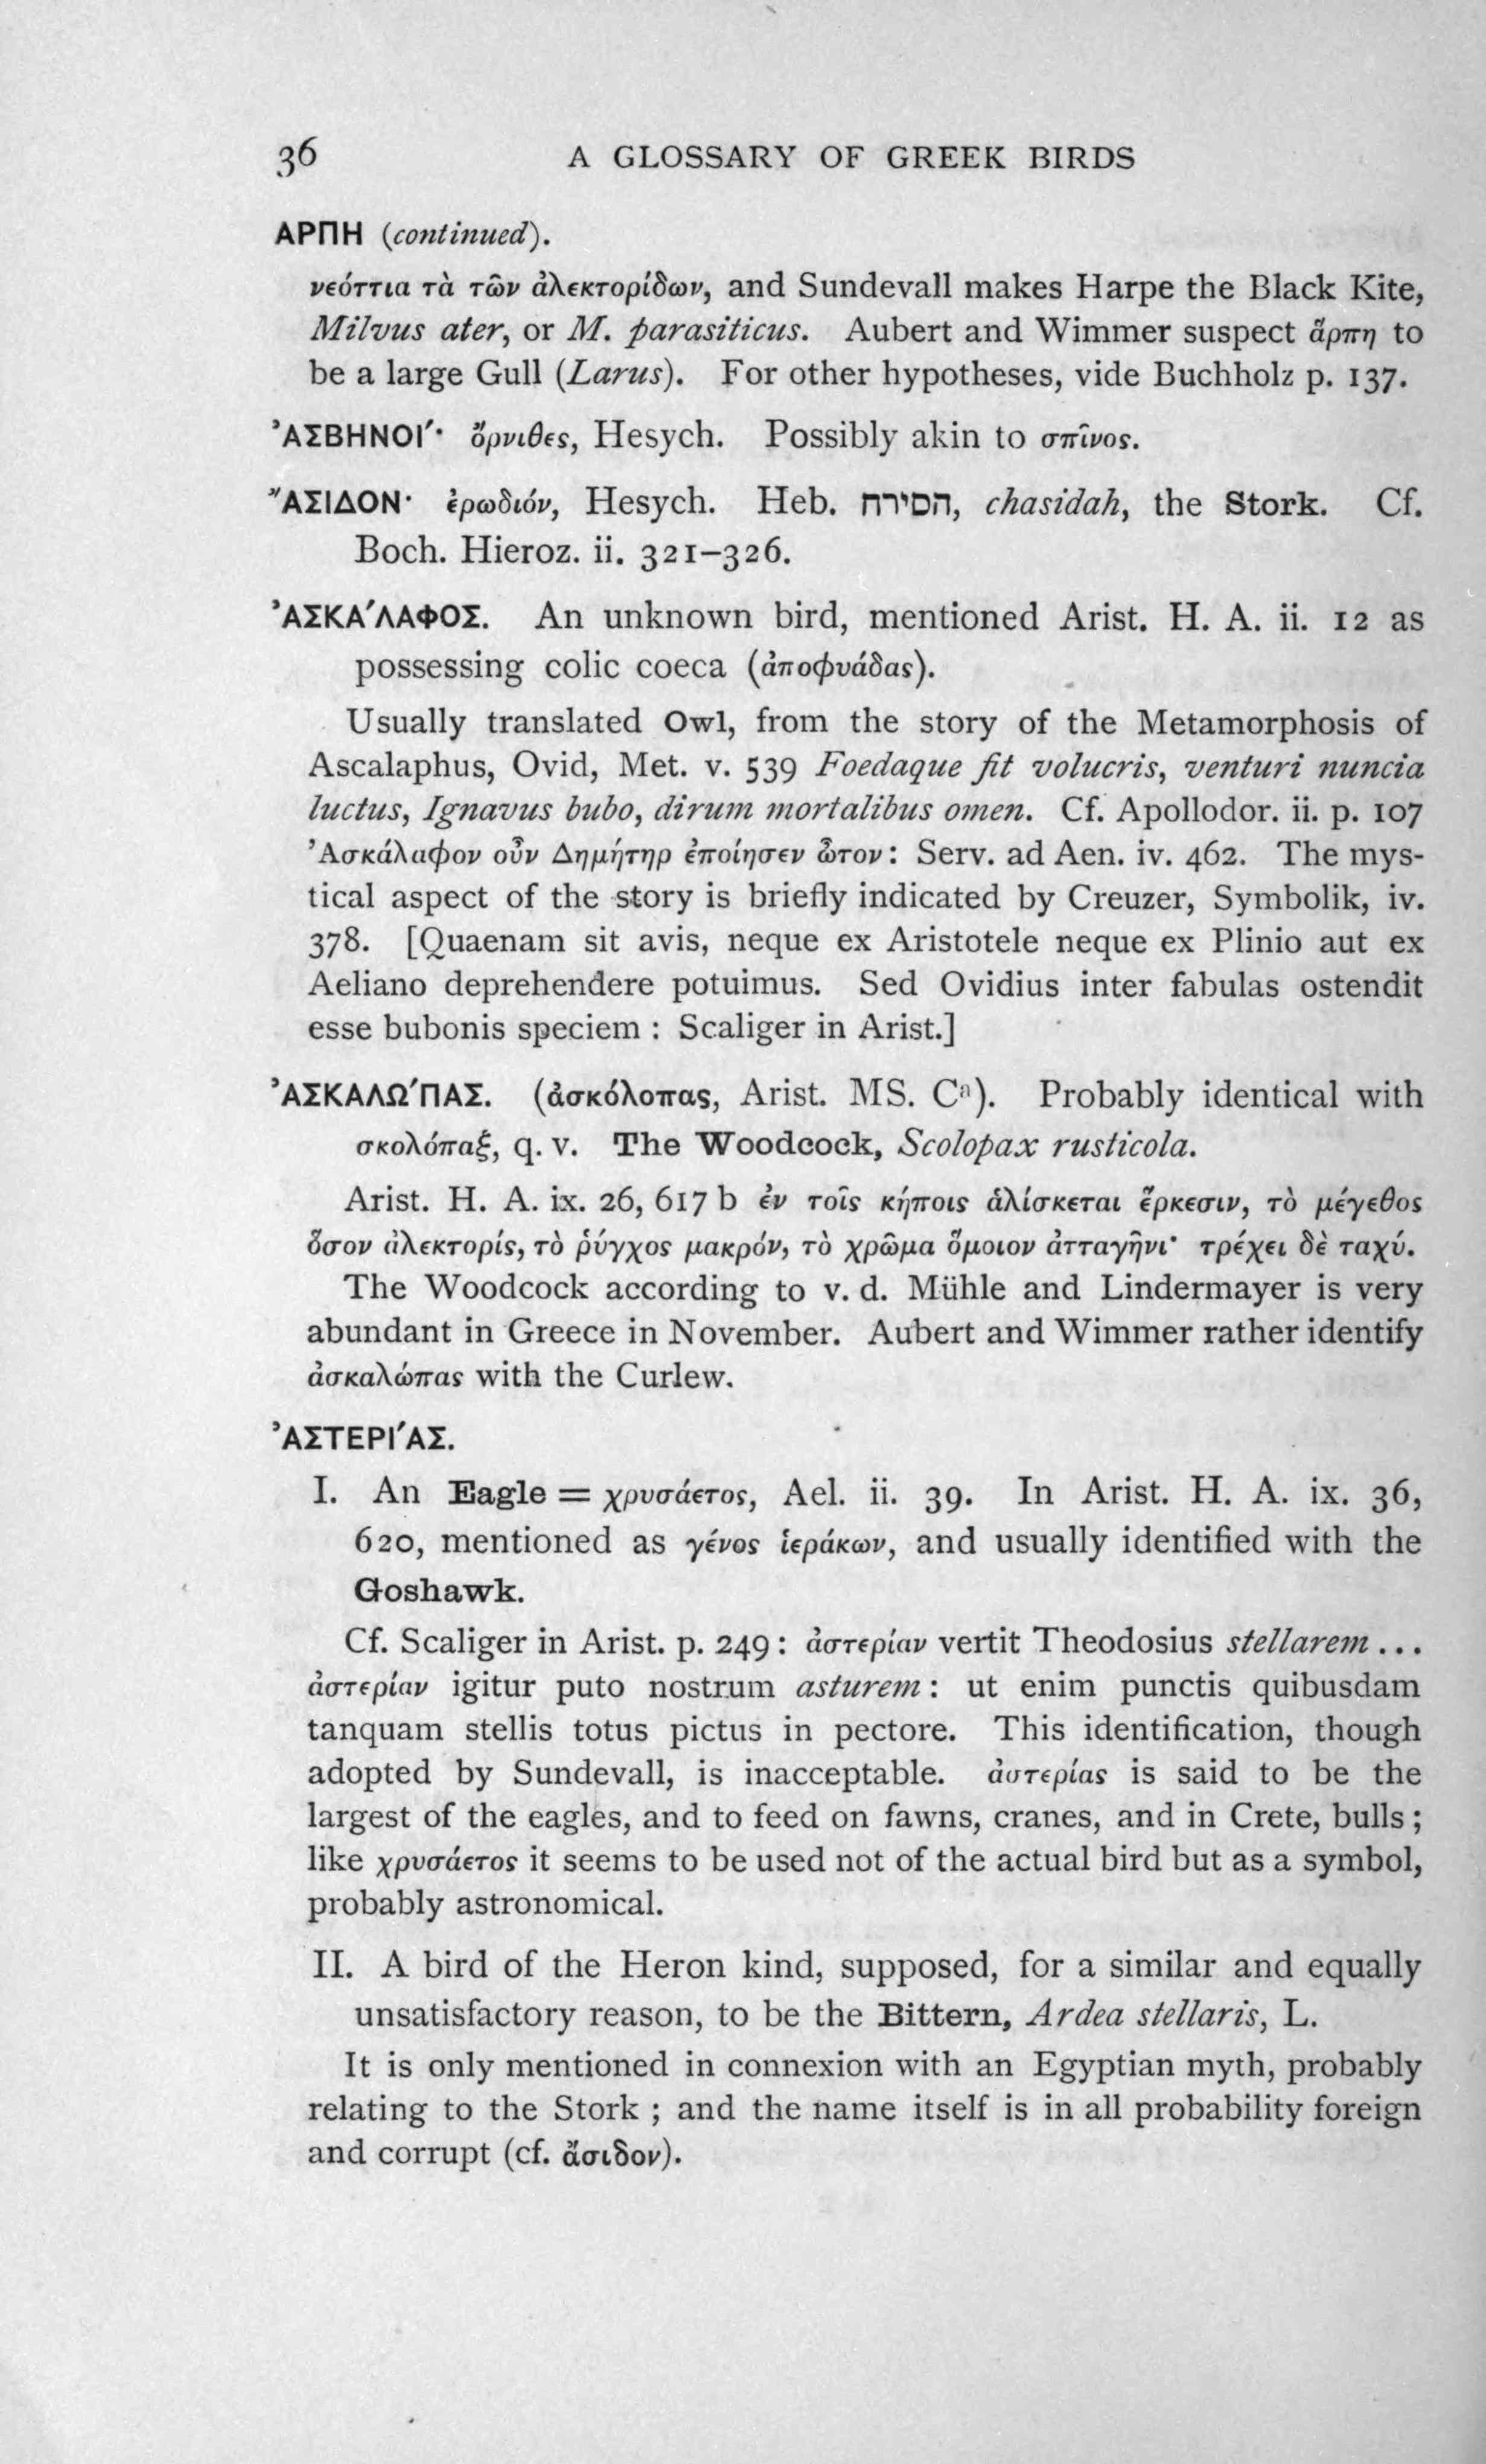 36 A GLOSSARY OF GREEK BIRDS
ΑΡΠΗ (continued).
νεόττια τὰ τῶν ἀλεκτορίδων, and Sundevall makes Harpe the Black Kite,
Milvus ater, or M. parasiticus. Aubert and Wimmer suspect ἅρπη to
be a large Gull (Larus). For other hypotheses, vide Buchholz p. 137.
ἈΣΒΗΝΟΙ´· ὄρνιθες, Hesych. Possibly akin to σπῖνος.
ἌΣΙΔΟΝ· ἐρωδιόν, Hesych. Heb. חסירה, chasidah, the Stork. Cf.
Boch. Hieroz. ii. 321–326.
ἈΣΚΑ´ΛΑΦΟΣ. An unknown bird, mentioned Arist. H. A. ii. 12 as
possessing colic coeca (ἀποφυάδας).
Usually translated Owl, from the story of the Metamorphosis of
Ascalaphus, Ovid, Met. v. 539 Foedaque fit volucris, venturi nuncia
luctus, Ignavus bubo, dirum mortalibus omen. Cf. Apollodor. ii. p. 107
Ἀσκάλαφον οὖν Δημήτηρ ἐποίησεν ὦτον: Serv. ad Aen. iv. 462. The mys-
tical aspect of the story is briefly indicated by Creuzer, Symbolik, iv.
378. [Quaenam sit avis, neque ex Aristotele neque ex Plinio aut ex
Aeliano deprehendere potuimus. Sed Ovidius inter fabulas ostendit
esse bubonis speciem : Scaliger in Arist.]
ἈΣΚΑΛΩ´ΠΑΣ. (ἀσκόλοπας, Arist. MS. Cᵃ). Probably identical with
σκολόπαξ, q. v. The Woodcock, Scolopax rusticola.
Arist. H. A. ix. 26, 617 b ἐν τοῖς κήποις ἁλίσκεται ἕρκεσιν, τὸ μέγεθος
ὅσον ἀλεκτορίς, τὸ ῥύγχος μακρόν, τὸ χρῶμα ὅμοιον ἀτταγῆνι· τρέχει δὲ ταχύ.
The Woodcock according to v. d. Mühle and Lindermayer is very
abundant in Greece in November. Aubert and Wimmer rather identify
ἀσκαλώπας with the Curlew.
ἈΣΤΕΡΙ´ΑΣ.
I. An Eagle = χρυσάετος, Ael. ii. 39. In Arist. H. A. ix. 36,
620, mentioned as γένος ἱεράκων, and usually identified with the
Goshawk.
Cf. Scaliger in Arist. p. 249 : ἀστερίαν vertit Theodosius stellarem ...
ἀστερίαν igitur puto nostrum asturem : ut enim punctis quibusdam
tanquam stellis totus pictus in pectore. This identification, though
adopted by Sundevall, is inacceptable. ἀστερίας is said to be the
largest of the eagles, and to feed on fawns, cranes, and in Crete, bulls ;
like χρυσάετος it seems to be used not of the actual bird but as a symbol,
probably astronomical.
II. A bird of the Heron kind, supposed, for a similar and equally
unsatisfactory reason, to be the Bittern, Ardea stellaris, L.
It is only mentioned in connexion with an Egyptian myth, probably
relating to the Stork ; and the name itself is in all probability foreign
and corrupt (cf. ἄσιδον).